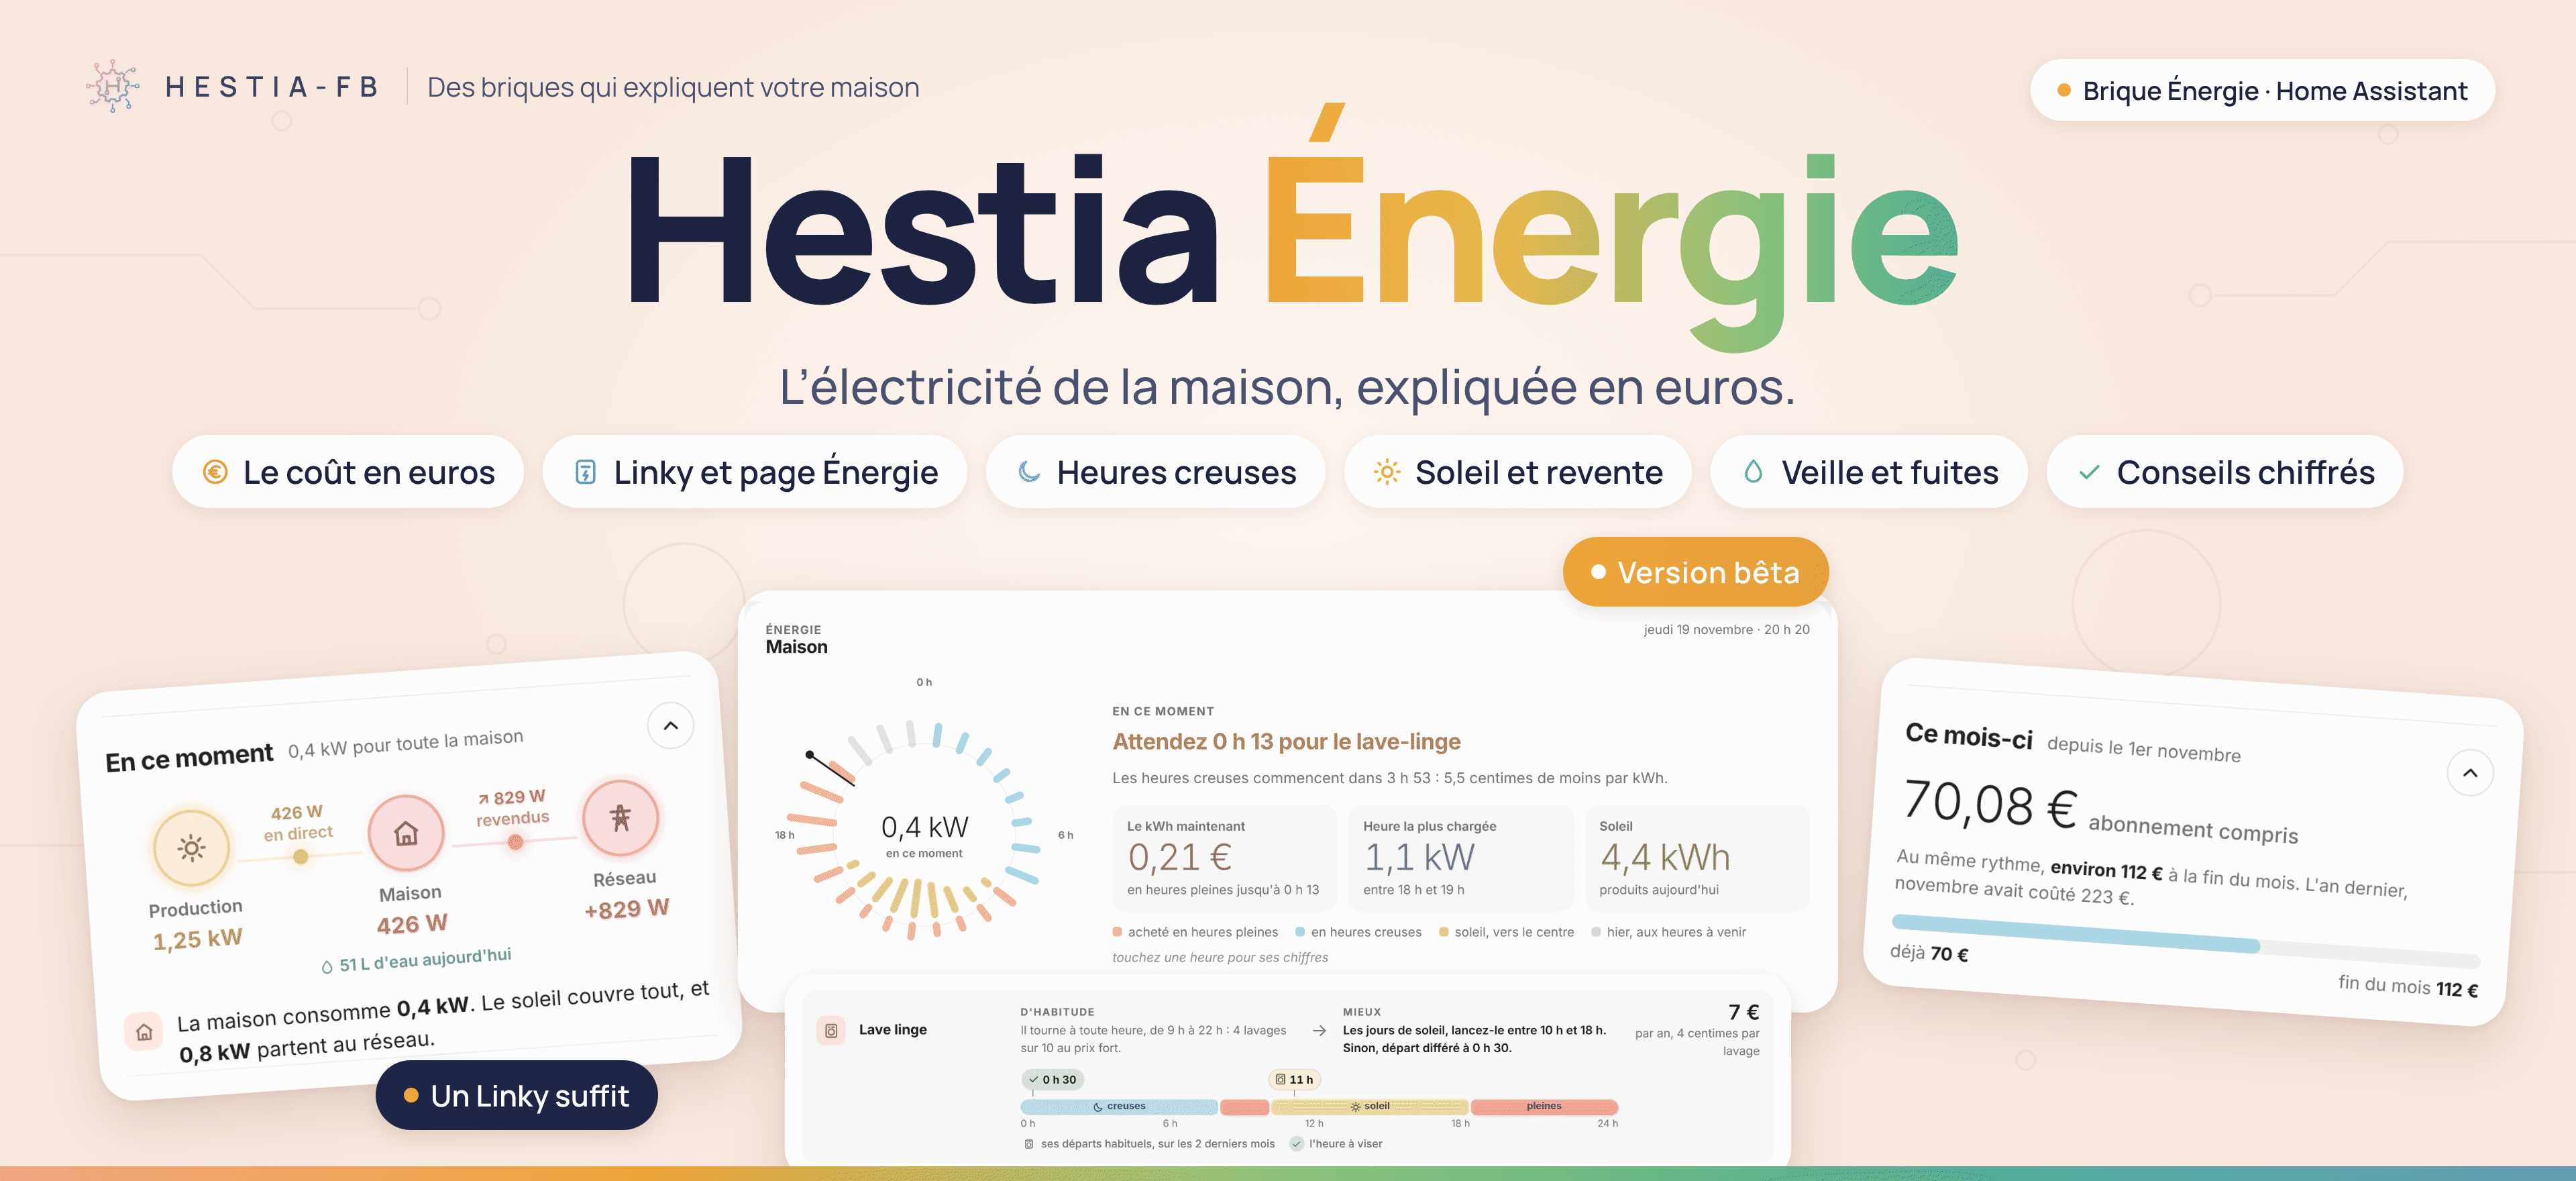 HESTIA-FB
Des briques qui expliquent votre maison
Brique Énergie · Home Assistant
Hestia Énergie
L'électricité de la maison, expliquée en euros.
Le coût en euros
Linky et page Énergie
Heures creuses
Soleil et revente
Veille et fuites
Conseils chiffrés
Version bêta
En ce moment 0,4 kW pour toute la maison
426 W
en direct
↗ 829 W
revendus
Production
1,25 kW
Maison
426 W
Réseau
+829 W
51 L d'eau aujourd'hui
La maison consomme 0,4 kW. Le soleil couvre tout, et
0,8 kW partent au réseau.
Un Linky suffit
ÉNERGIE
Maison
jeudi 19 novembre · 20 h 20
0 h
18 h
6 h
0,4 kW
en ce moment
EN CE MOMENT
Attendez 0 h 13 pour le lave-linge
Les heures creuses commencent dans 3 h 53 : 5,5 centimes de moins par kWh.
Le kWh maintenant
0,21 €
en heures pleines jusqu'à 0 h 13
Heure la plus chargée
1,1 kW
entre 18 h et 19 h
Soleil
4,4 kWh
produits aujourd'hui
acheté en heures pleines
en heures creuses
soleil, vers le centre
hier, aux heures à venir
touchez une heure pour ses chiffres
Lave linge
D'HABITUDE
Il tourne à toute heure, de 9 h à 22 h : 4 lavages
sur 10 au prix fort.
→
MIEUX
Les jours de soleil, lancez-le entre 10 h et 18 h.
Sinon, départ différé à 0 h 30.
7 €
par an, 4 centimes par
lavage
0 h 30
11 h
creuses
soleil
pleines
0 h
6 h
12 h
18 h
24 h
ses départs habituels, sur les 2 derniers mois
l'heure à viser
Ce mois-ci depuis le 1er novembre
70,08 € abonnement compris
Au même rythme, environ 112 € à la fin du mois. L'an dernier,
novembre avait coûté 223 €.
déjà 70 €
fin du mois 112 €